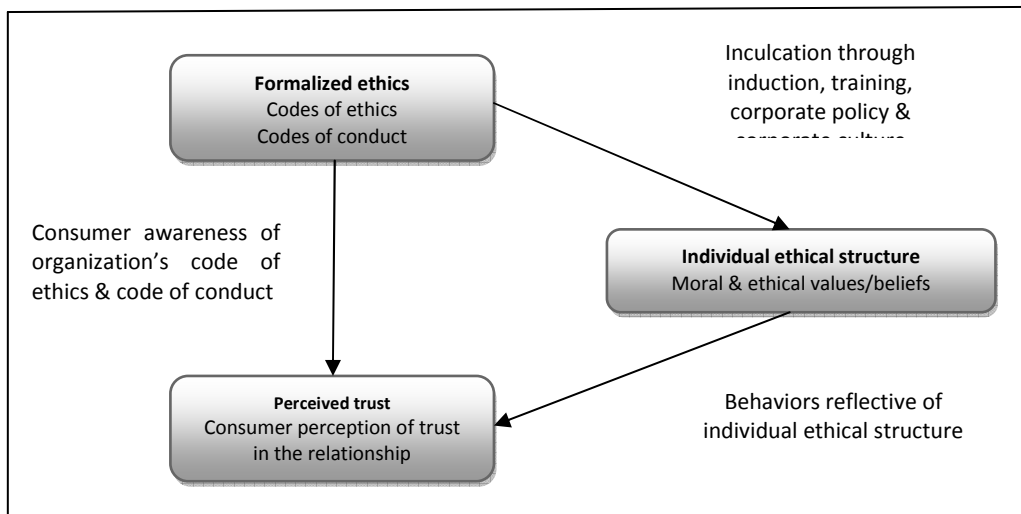 Formalized ethics
Codes of ethics
Codes of conduct
Inculcation through
induction, training,
corporate policy &
corporate culture
Consumer awareness of
organization's code of
ethics & code of conduct
Individual ethical structure
Moral & ethical values/beliefs
Perceived trust
Consumer perception of trust
in the relationship
Behaviors reflective of
individual ethical structure